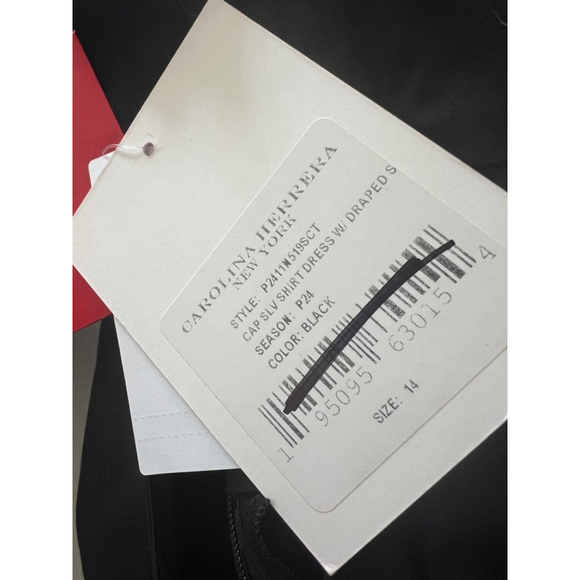 CAROLINA HERRERA
NEW YORK
STYLE: P2411N519SCT
CAP SLV SHIRT DRESS W/ DRAPED S
SEASON: P24
COLOR: BLACK
1 95095 63015 4
SIZE: 14